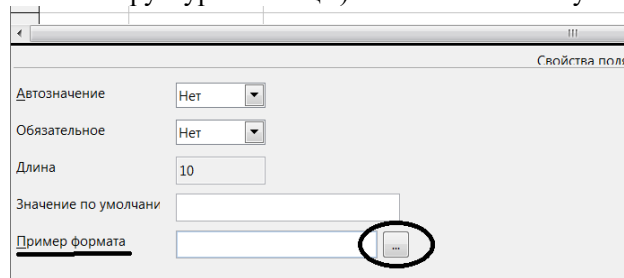 Свойства поля
Автозначение Нет
Обязательное Нет
Длина 10
Значение по умолчани
Пример формата ...